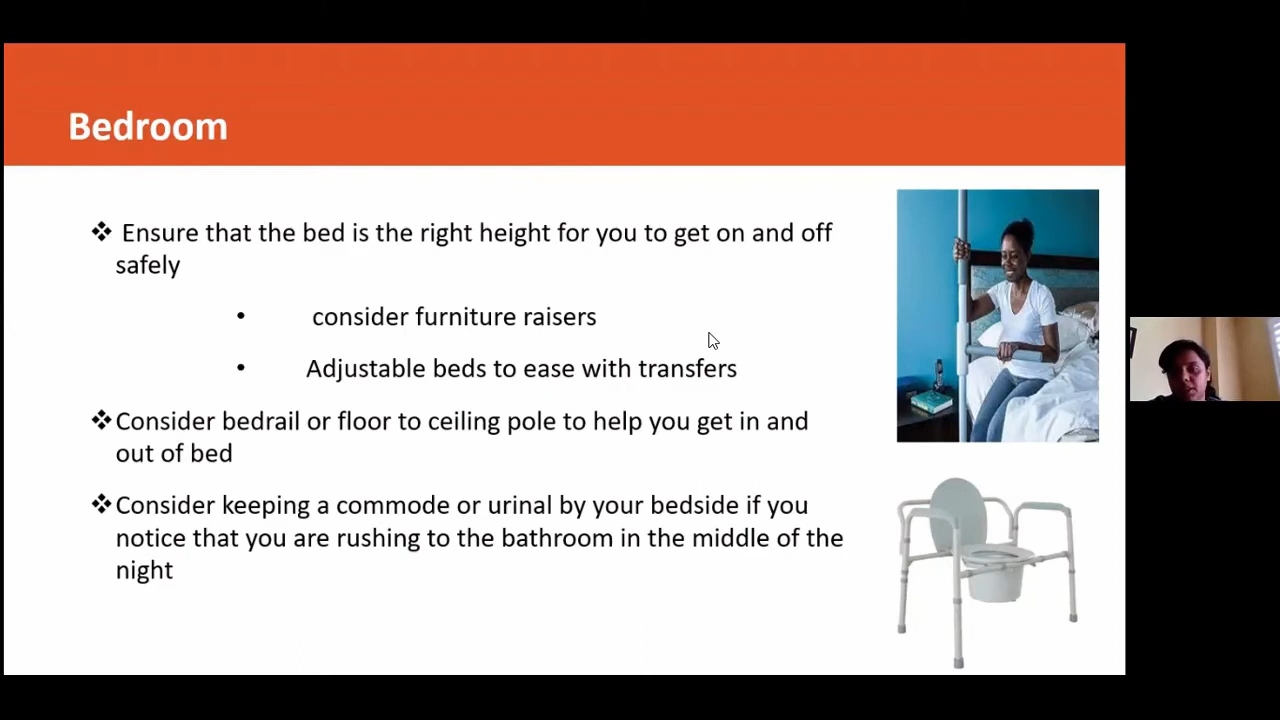 Bedroom
❖ Ensure that the bed is the right height for you to get on and off
safely
• consider furniture raisers
• Adjustable beds to ease with transfers
❖ Consider bedrail or floor to ceiling pole to help you get in and
out of bed
❖ Consider keeping a commode or urinal by your bedside if you
notice that you are rushing to the bathroom in the middle of the
night